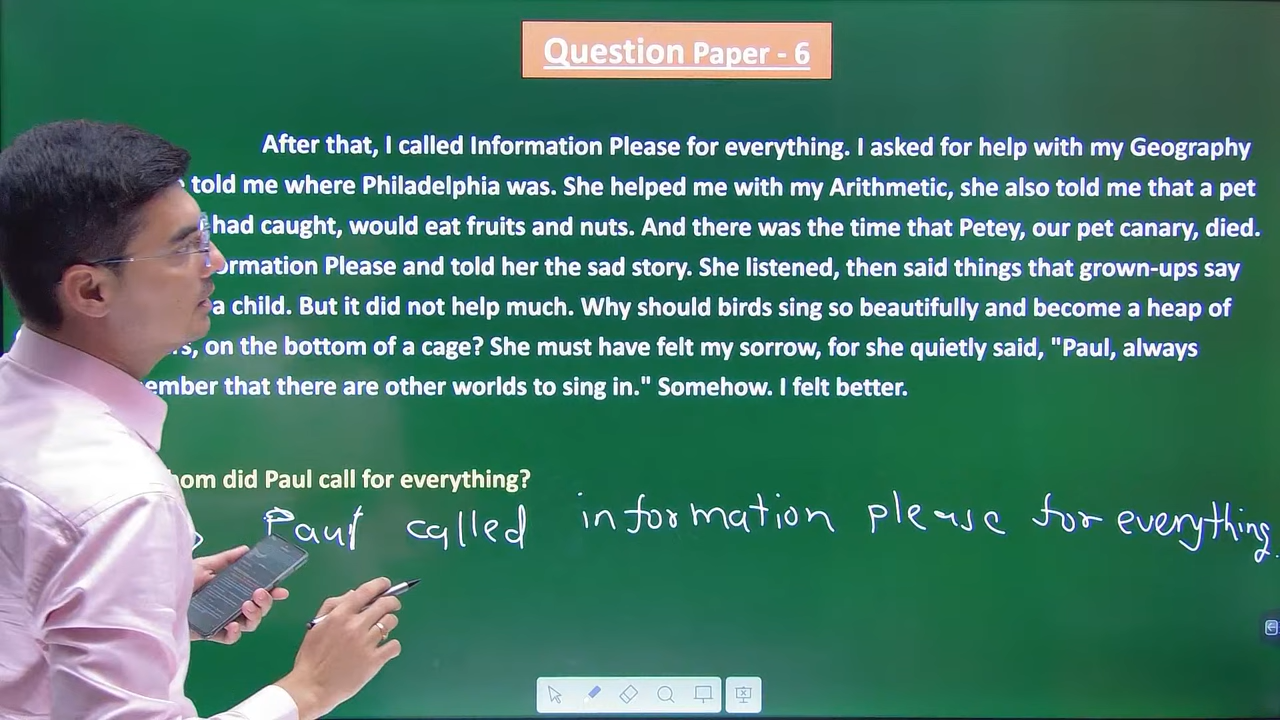 Question Paper - 6
After that, I called Information Please for everything. I asked for help with my Geography
told me where Philadelphia was. She helped me with my Arithmetic, she also told me that a pet
had caught, would eat fruits and nuts. And there was the time that Petey, our pet canary, died.
Please and told her the sad story. She listened, then said things that grown-ups say
a child. But it did not help much. Why should birds sing so beautifully and become a heap of
on the bottom of a cage? She must have felt my sorrow, for she quietly said, "Paul, always
that there are other worlds to sing in." Somehow. I felt better.
did Paul call for everything?
Paul called information please for everything.